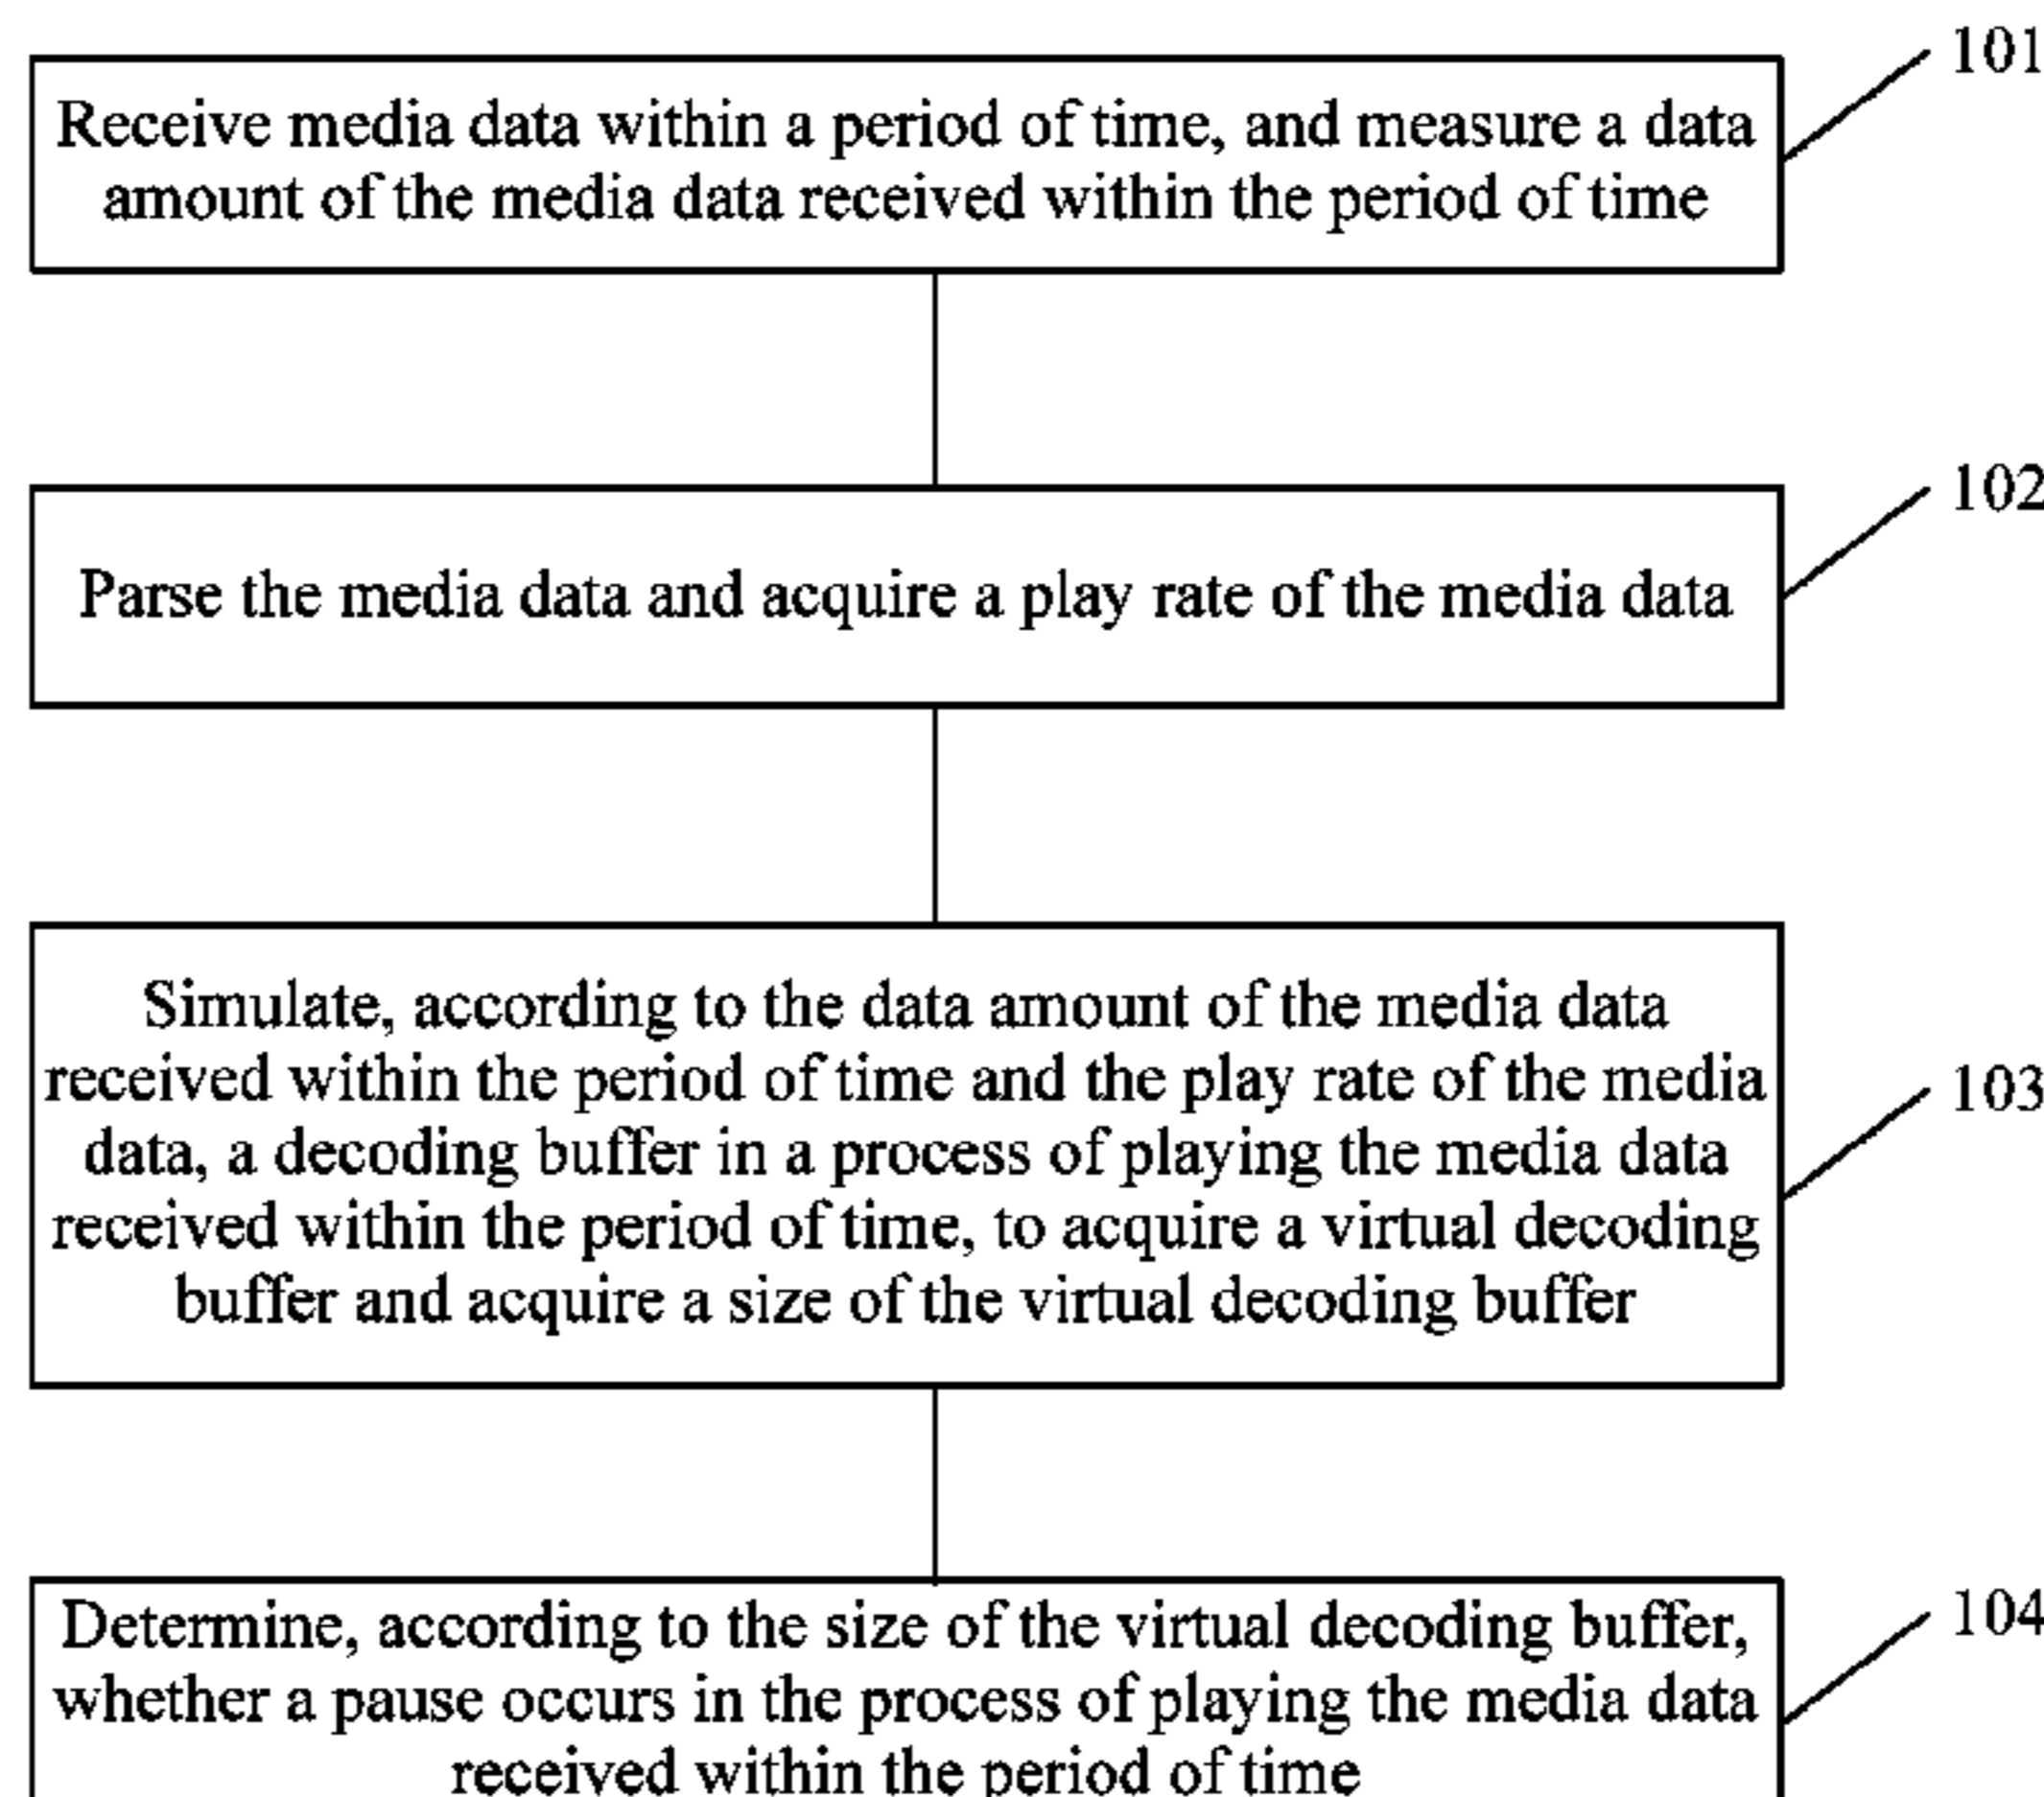 101
Receive media data within a period of time, and measure a data
amount of the media data received within the period of time
102
Parse the media data and acquire a play rate of the media data
Simulate, according to the data amount of the media data
received within the period of time and the play rate of the media
103
data, a decoding buffer in a process of playing the media data
received within the period of time, to acquire a virtual decoding
buffer and acquire a size of the virtual decoding buffer
104
Determine, according to the size of the virtual decoding buffer,
whether a pause occurs in the process of playing the media data
received within the period of time